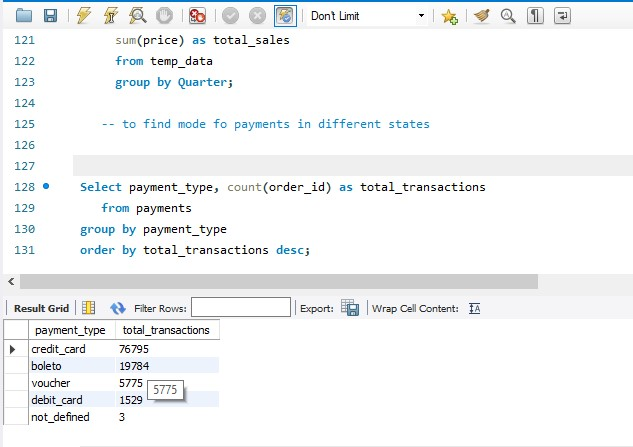 Don't Limit
121 sum(price) as total_sales
122 from temp_data
123 group by Quarter;
124
125 -- to find mode fo payments in different states
126
127
128 Select payment_type, count(order_id) as total_transactions
129 from payments
130 group by payment_type
131 order by total_transactions desc;
Result Grid Filter Rows: Export: Wrap Cell Content: IA
payment_type total_transactions
credit_card 76795
boleto 19784
voucher 5775
5775
debit_card 1529
not_defined 3